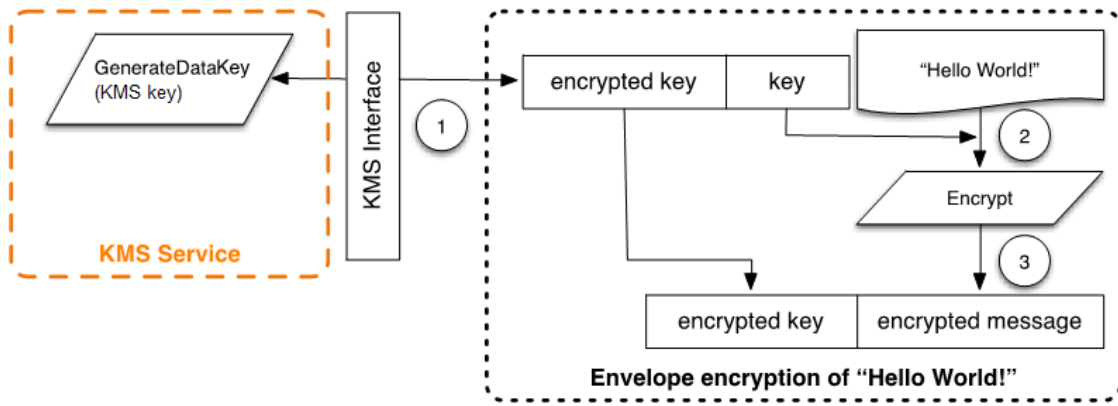 GenerateDataKey
(KMS key)
KMS Service
KMS Interface
1
encrypted key
key
“Hello World!”
2
Encrypt
3
encrypted key
encrypted message
Envelope encryption of “Hello World!”